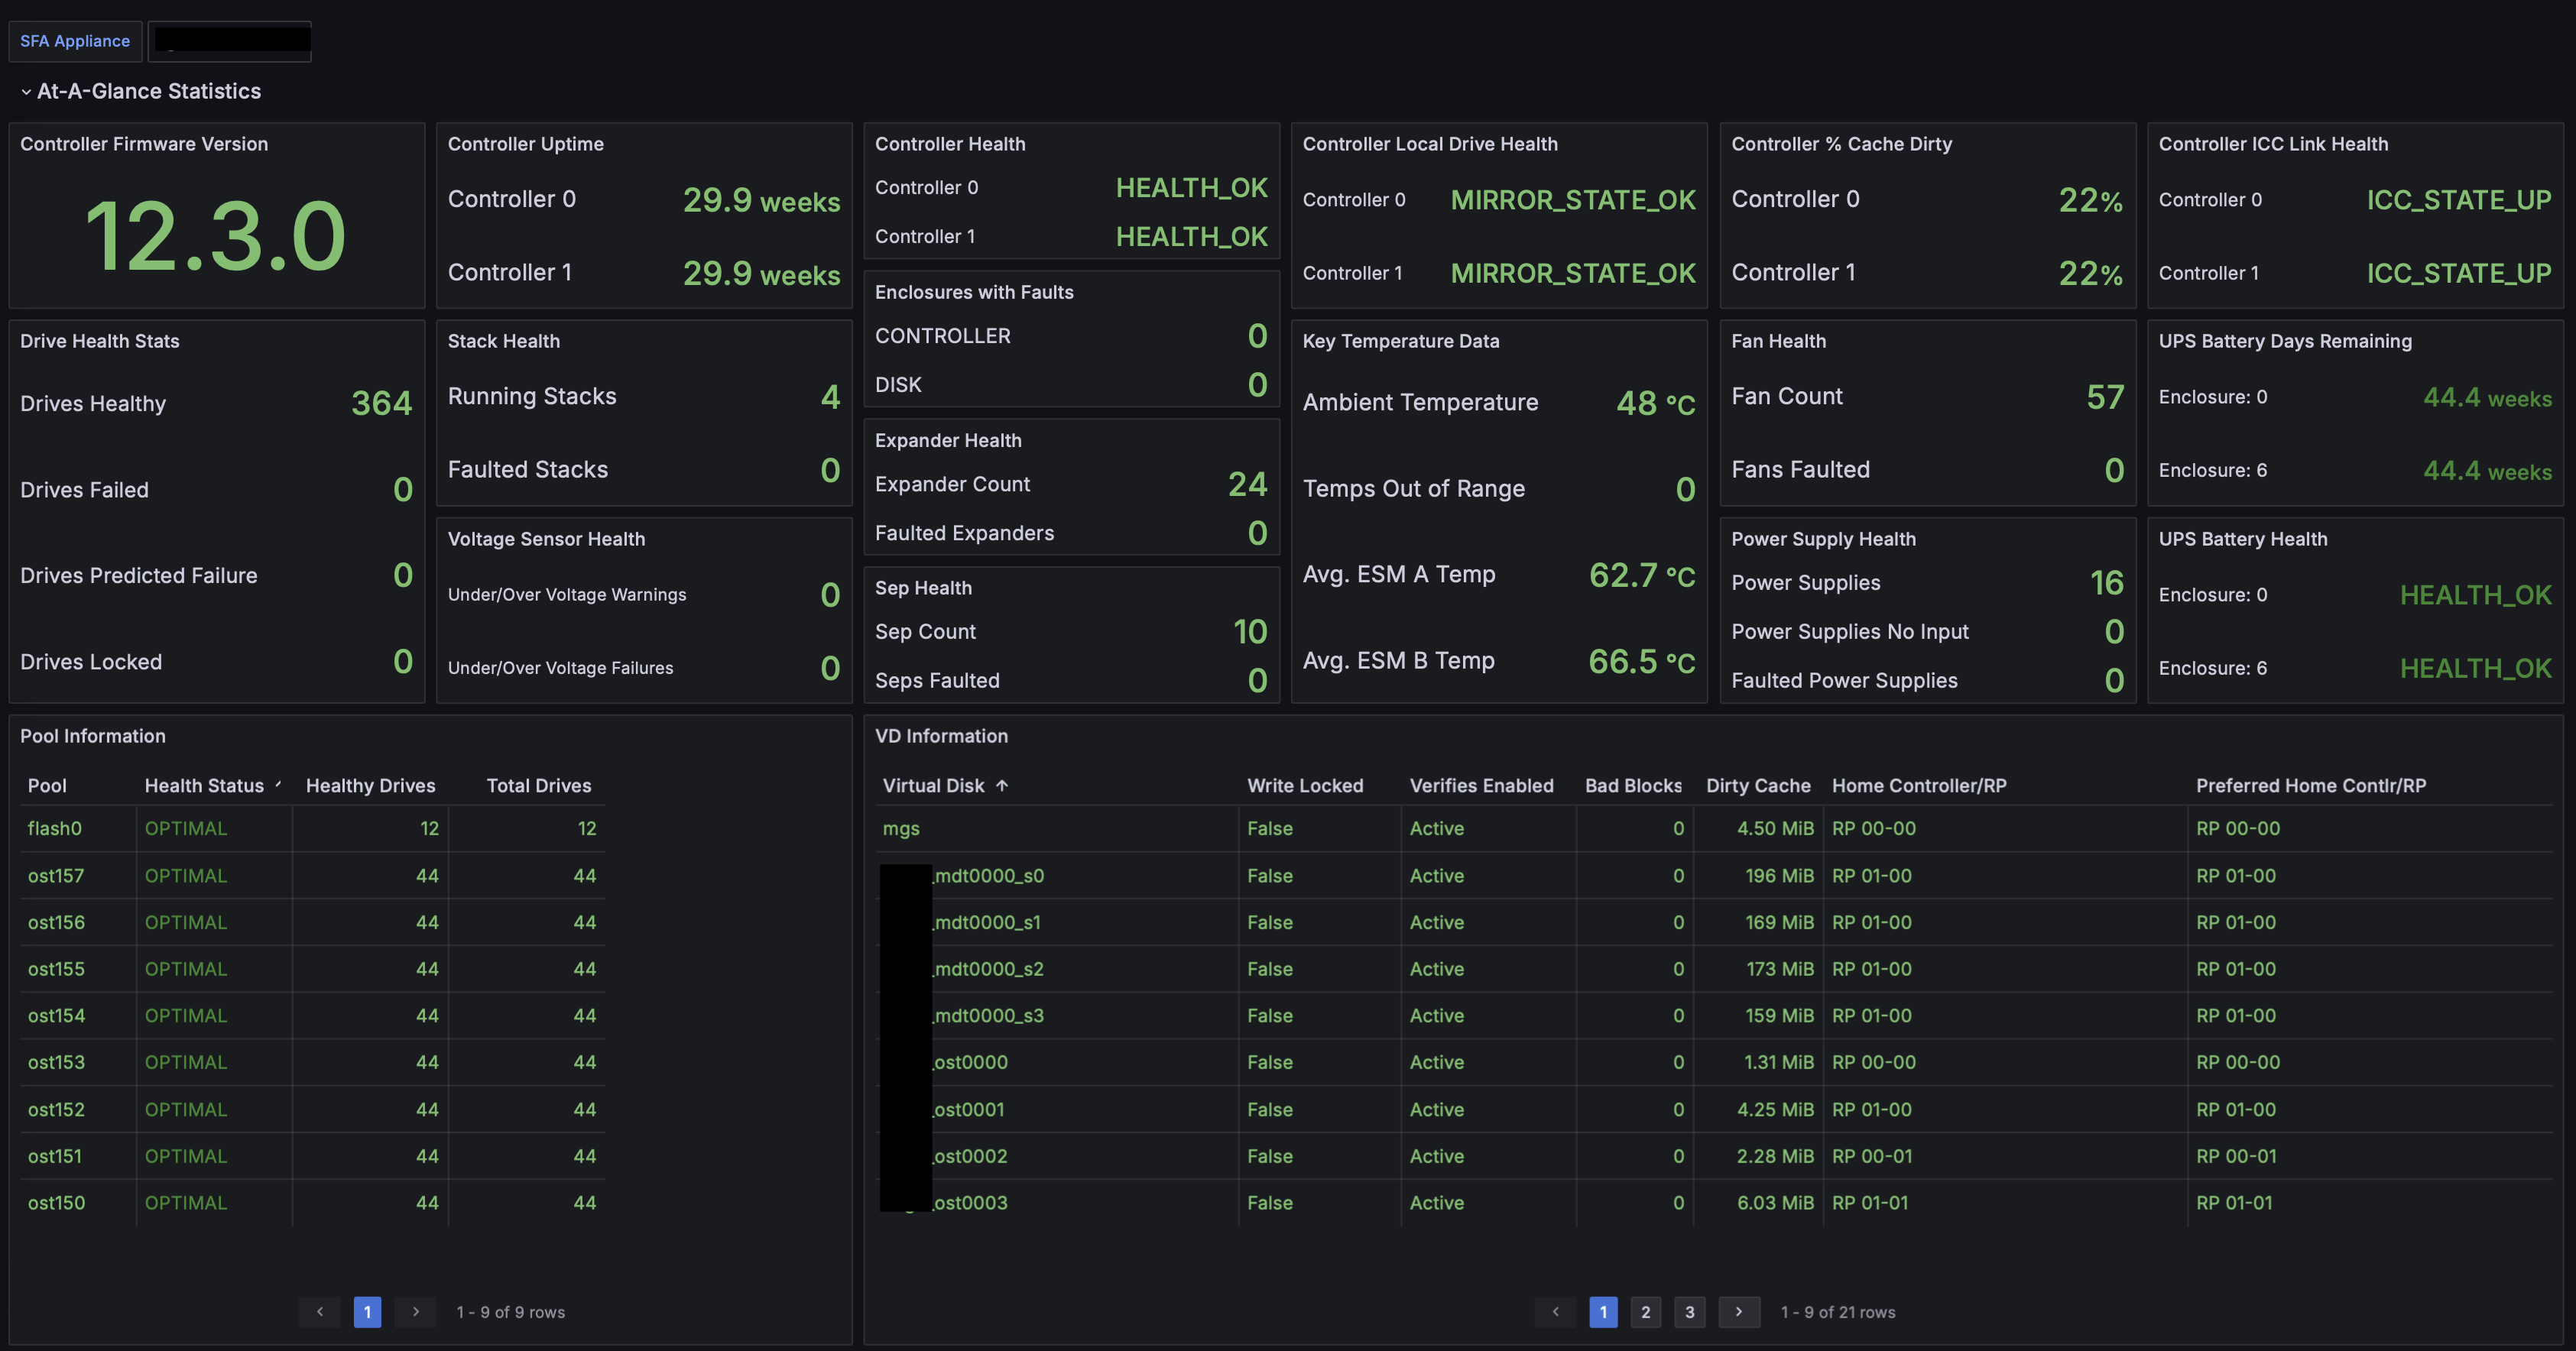 SFA Appliance
At-A-Glance Statistics
Controller Firmware Version
12.3.0
Controller Uptime
Controller 0 29.9 weeks
Controller 1 29.9 weeks
Controller Health
Controller 0 HEALTH_OK
Controller 1 HEALTH_OK
Enclosures with Faults
CONTROLLER 0
DISK 0
Controller Local Drive Health
Controller 0 MIRROR_STATE_OK
Controller 1 MIRROR_STATE_OK
Controller % Cache Dirty
Controller 0 22%
Controller 1 22%
Controller ICC Link Health
Controller 0 ICC_STATE_UP
Controller 1 ICC_STATE_UP
Drive Health Stats
Drives Healthy 364
Drives Failed 0
Drives Predicted Failure 0
Drives Locked 0
Stack Health
Running Stacks 4
Faulted Stacks 0
Voltage Sensor Health
Under/Over Voltage Warnings 0
Under/Over Voltage Failures 0
Expander Health
Expander Count 24
Faulted Expanders 0
Sep Health
Sep Count 10
Seps Faulted 0
Key Temperature Data
Ambient Temperature 48 °C
Temps Out of Range 0
Avg. ESM A Temp 62.7 °C
Avg. ESM B Temp 66.5 °C
Fan Health
Fan Count 57
Fans Faulted 0
Power Supply Health
Power Supplies 16
Power Supplies No Input 0
Faulted Power Supplies 0
UPS Battery Days Remaining
Enclosure: 0 44.4 weeks
Enclosure: 6 44.4 weeks
UPS Battery Health
Enclosure: 0 HEALTH_OK
Enclosure: 6 HEALTH_OK
Pool Information
Pool Health Status Healthy Drives Total Drives
flash0 OPTIMAL 12 12
ost157 OPTIMAL 44 44
ost156 OPTIMAL 44 44
ost155 OPTIMAL 44 44
ost154 OPTIMAL 44 44
ost153 OPTIMAL 44 44
ost152 OPTIMAL 44 44
ost151 OPTIMAL 44 44
ost150 OPTIMAL 44 44
1
1 - 9 of 9 rows
VD Information
Virtual Disk ↑ Write Locked Verifies Enabled Bad Blocks Dirty Cache Home Controller/RP Preferred Home Contlr/RP
mgs False Active 0 4.50 MiB RP 00-00 RP 00-00
_mdt0000_s0 False Active 0 196 MiB RP 01-00 RP 01-00
_mdt0000_s1 False Active 0 169 MiB RP 01-00 RP 01-00
_mdt0000_s2 False Active 0 173 MiB RP 01-00 RP 01-00
_mdt0000_s3 False Active 0 159 MiB RP 01-00 RP 01-00
_ost0000 False Active 0 1.31 MiB RP 00-00 RP 00-00
_ost0001 False Active 0 4.25 MiB RP 01-00 RP 01-00
_ost0002 False Active 0 2.28 MiB RP 00-01 RP 00-01
_ost0003 False Active 0 6.03 MiB RP 01-01 RP 01-01
1 2 3
1 - 9 of 21 rows